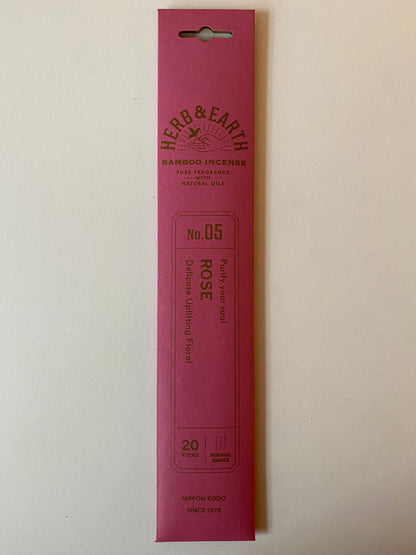 HERB & EARTH
BAMBOO INCENSE
PURE FRAGRANCE
WITH
NATURAL OILS
No.05
Purify your soul
ROSE
Delicate Uplifting Floral
20
STICKS
MINIMAL
SMOKE
NIPPON KODO
SINCE 1575